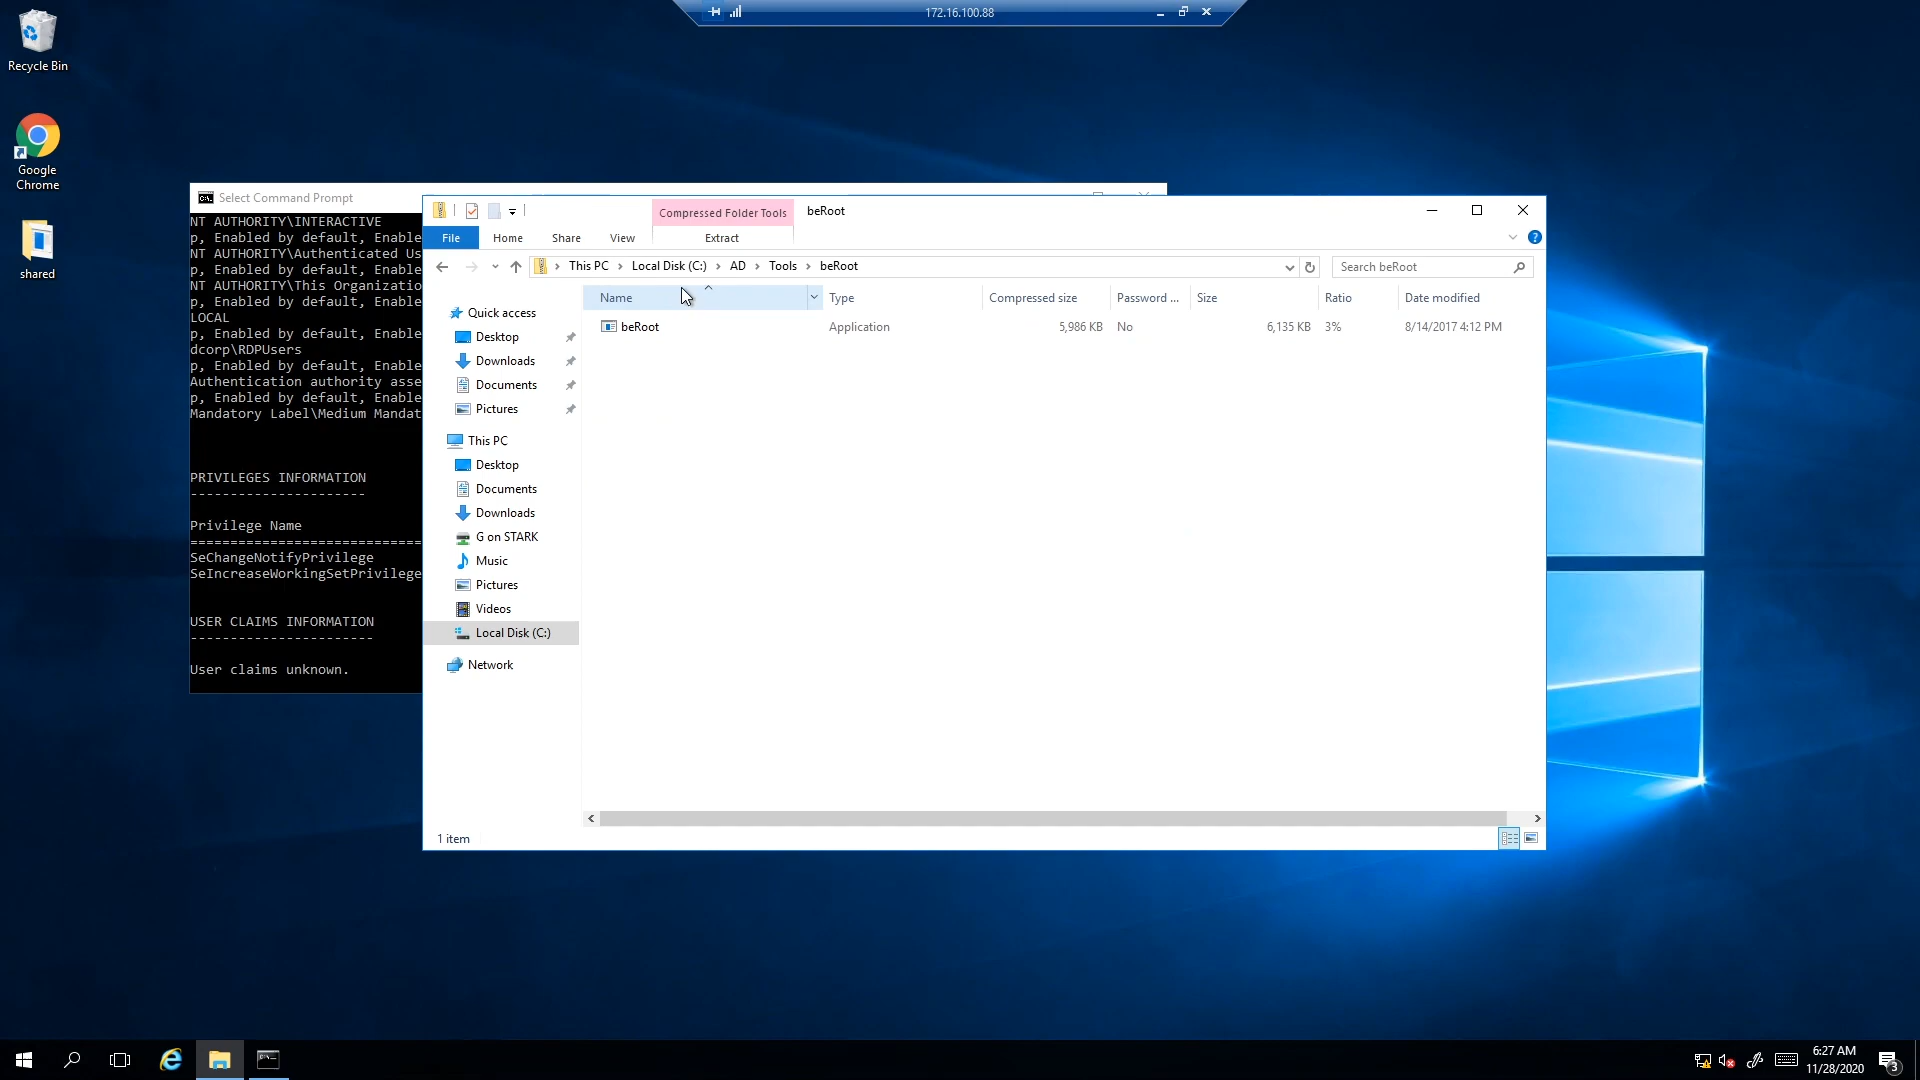 172.16.100.88
Recycle Bin
Google
Chrome
shared
Select Command Prompt
NT AUTHORITY\INTERACTIVE
p, Enabled by default, Enable
NT AUTHORITY\Authenticated Us
p, Enabled by default, Enable
NT AUTHORITY\This Organizatio
p, Enabled by default, Enable
LOCAL
p, Enabled by default, Enable
dcorp\RDPUsers
p, Enabled by default, Enable
Authentication authority asse
p, Enabled by default, Enable
Mandatory Label\Medium Mandat
PRIVILEGES INFORMATION
----------------------
Privilege Name
=============================
SeChangeNotifyPrivilege
SeIncreaseWorkingSetPrivilege
USER CLAIMS INFORMATION
-----------------------
User claims unknown.
Compressed Folder Tools
beRoot
File
Home
Share
View
Extract
This PC > Local Disk (C:) > AD > Tools > beRoot
Search beRoot
Name
Type
Compressed size
Password ...
Size
Ratio
Date modified
beRoot
Application
5,986 KB
No
6,135 KB
3%
8/14/2017 4:12 PM
Quick access
Desktop
Downloads
Documents
Pictures
This PC
Desktop
Documents
Downloads
G on STARK
Music
Pictures
Videos
Local Disk (C:)
Network
1 item
6:27 AM
11/28/2020
3